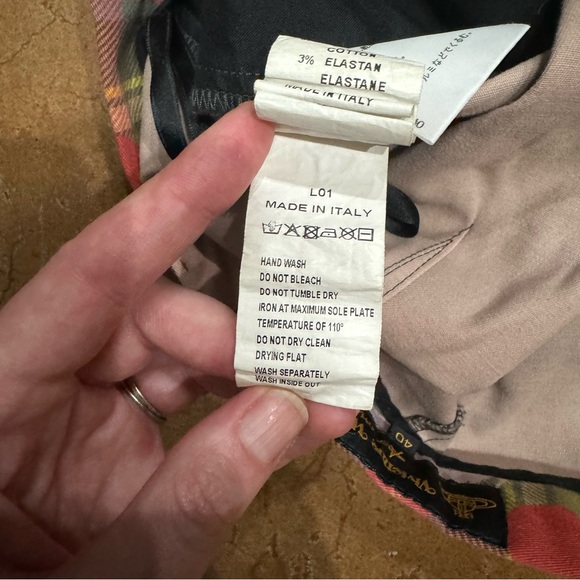 COTTON
3% ELASTAN
ELASTANE
MADE IN ITALY
L01
MADE IN ITALY
HAND WASH
DO NOT BLEACH
DO NOT TUMBLE DRY
IRON AT MAXIMUM SOLE PLATE
TEMPERATURE OF 110°
DO NOT DRY CLEAN
DRYING FLAT
WASH SEPARATELY
WASH INSIDE OUT
40